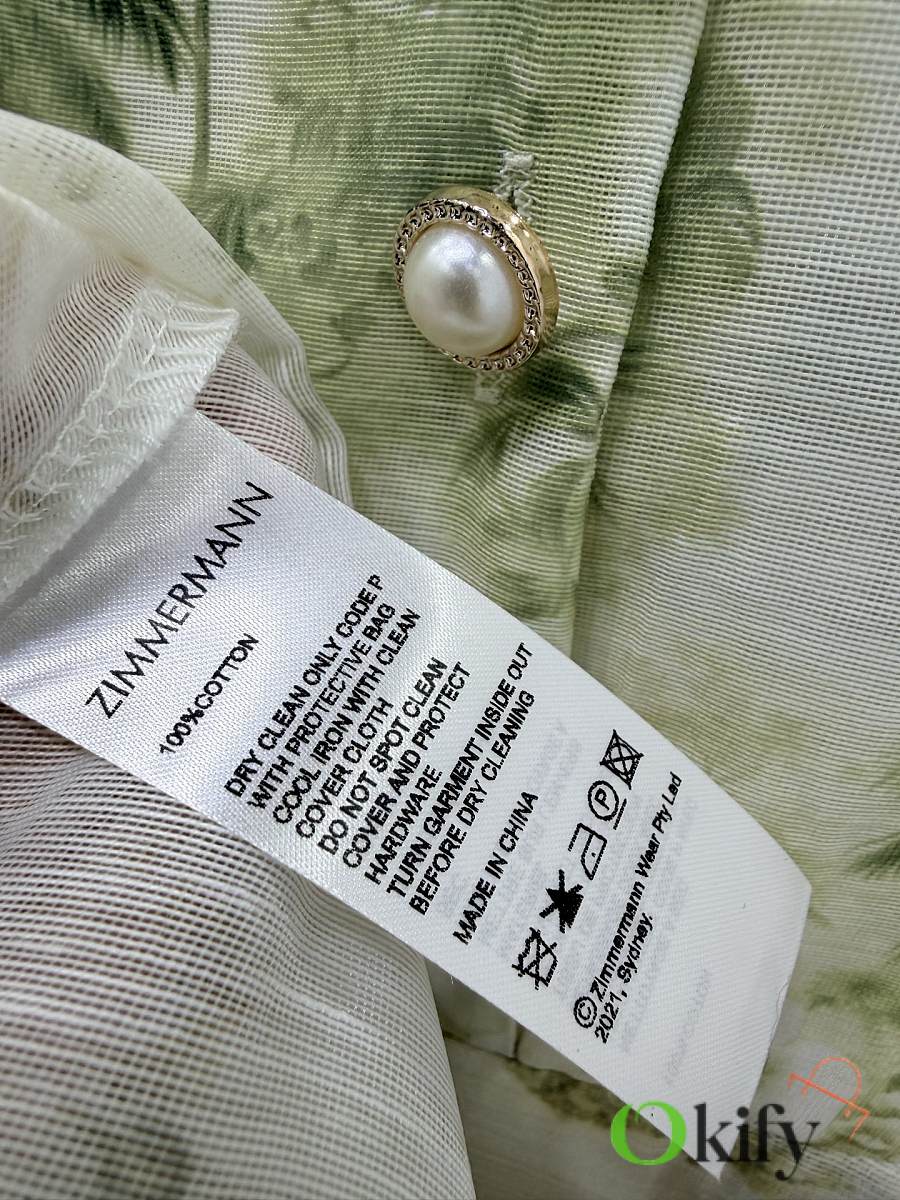 ZIMMERMANN
100%COTTON
DRY CLEAN ONLY CODE P
WITH PROTECTIVE BAG
COOL IRON WITH CLEAN
COVER CLOTH
DO NOT SPOT CLEAN
COVER AND PROTECT
HARDWARE
TURN GARMENT INSIDE OUT
BEFORE DRY CLEANING
MADE IN CHINA
P
©Zimmermann Wear Pty Ltd
2021, Sydney.
Okify